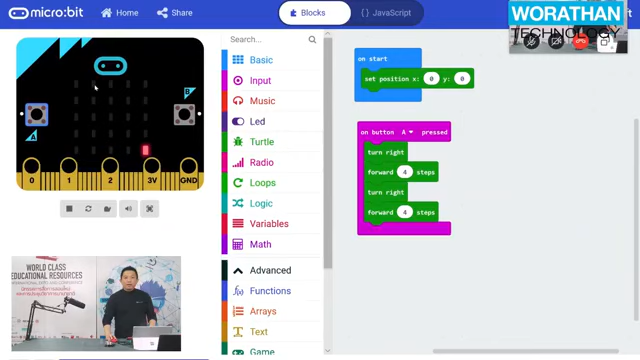 micro:bit
Home
Share
Blocks
{ } JavaScript
WORATHAN
TECHNOLOGY
Search...
Basic
Input
Music
Led
Turtle
Radio
Loops
Logic
Variables
Math
Advanced
Functions
Arrays
Text
Game
A
B
0 1 2 3V GND
on start
set position x: 0 y: 0
on button A pressed
turn right
forward 4 steps
turn right
forward 4 steps
WORLD CLASS
EDUCATIONAL
RESOURCES